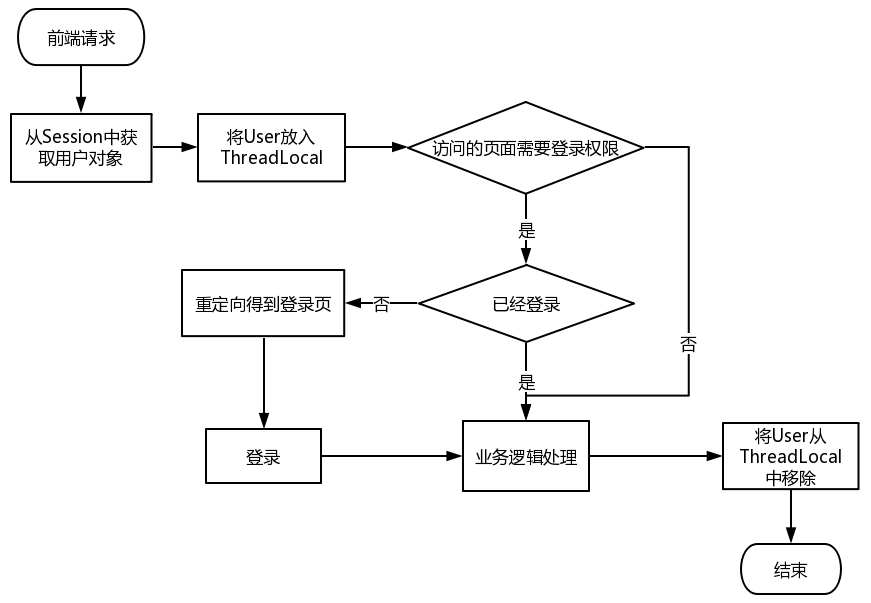 前端请求
从Session中获
取用户对象
将User放入
ThreadLocal
访问的页面需要登录权限
是
重定向得到登录页
否
已经登录
否
是
登录
业务逻辑处理
将User从
ThreadLocal
中移除
结束